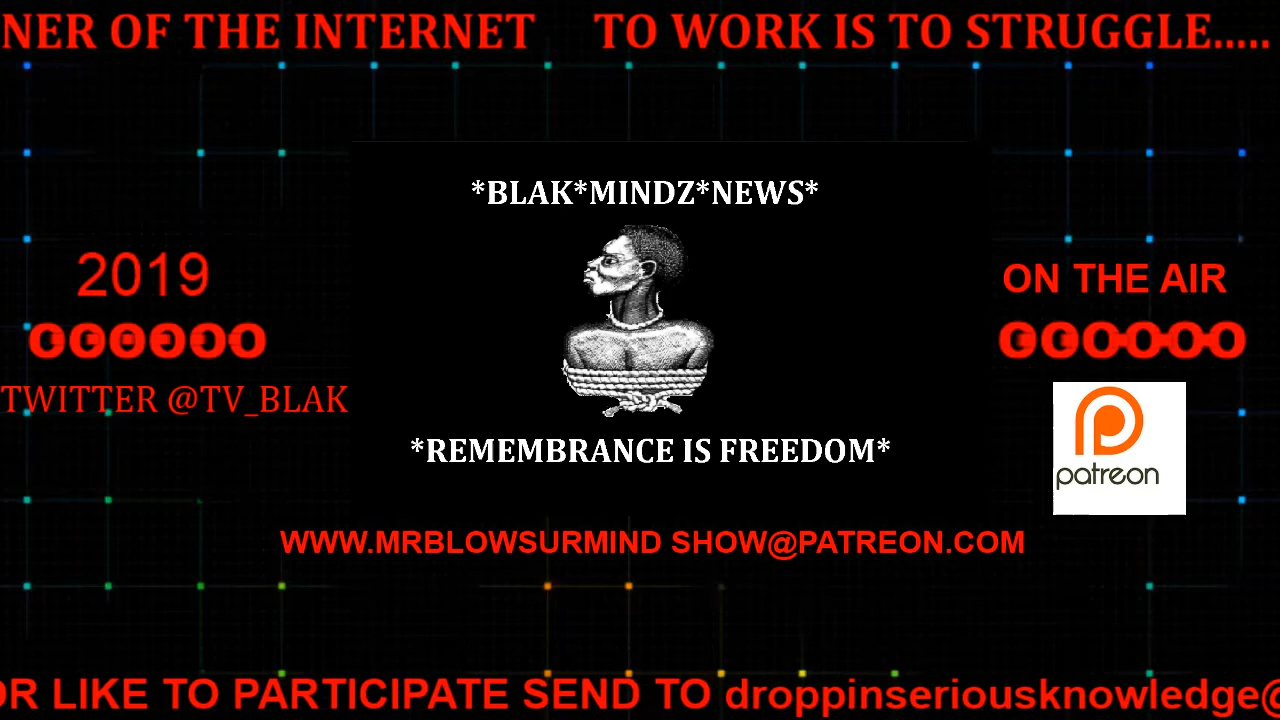 NER OF THE INTERNET TO WORK IS TO STRUGGLE.....
*BLAK*MINDZ*NEWS*
2019
ON THE AIR
TWITTER @TV_BLAK
patreon
*REMEMBRANCE IS FREEDOM*
WWW.MRBLOWSURMIND SHOW@PATREON.COM
OR LIKE TO PARTICIPATE SEND TO droppinseriousknowledge@